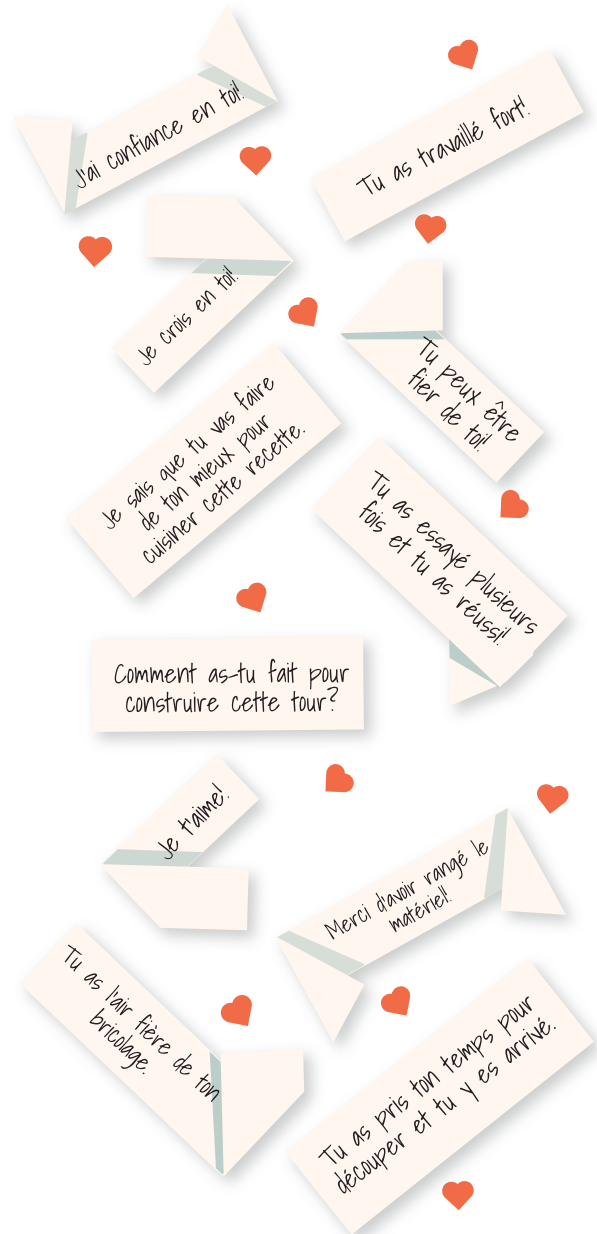 J'ai confiance en toi!
Tu as travaillé fort!
Je crois en toi!
Tu peux être
fier de toi!
Je sais que tu vas faire
de ton mieux pour
cuisiner cette recette.
Tu as essayé plusieurs
fois et tu as réussi!
Comment as-tu fait pour
construire cette tour?
Je t'aime!
Merci d'avoir rangé le
matériel!
Tu as l'air fière de ton
bricolage.
Tu as pris ton temps pour
découper et tu y es arrivé.